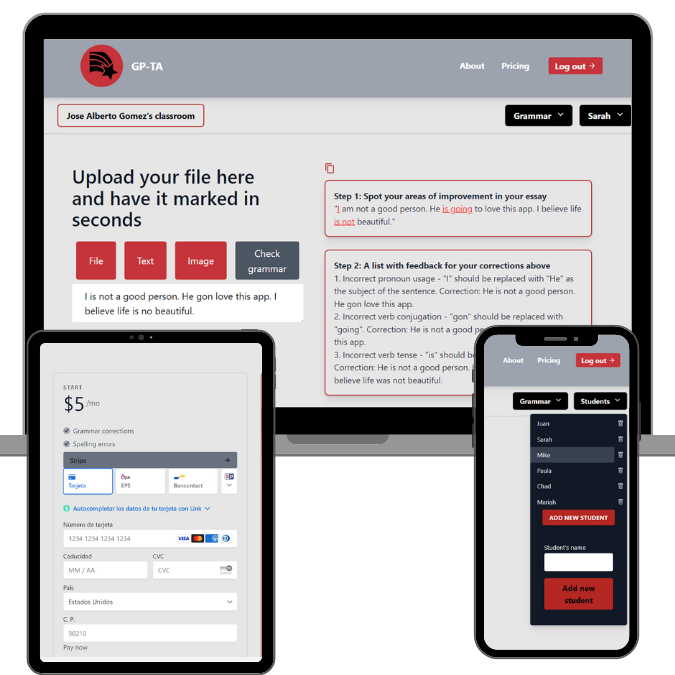 GP-TA
About
Pricing
Log out →
Jose Alberto Gomez's classroom
Grammar
Sarah
Upload your file here
and have it marked in
seconds
File
Text
Image
Check
grammar
I is not a good person. He gon love this app. I
believe life is no beautiful.
Step 1: Spot your areas of improvement in your essay
"I am not a good person. He is going to love this app. I believe life
is not beautiful."
Step 2: A list with feedback for your corrections above
1. Incorrect pronoun usage - "I" should be replaced with "He" as
the subject of the sentence. Correction: He is not a good person.
He gon love this app.
2. Incorrect verb conjugation - "gon" should be replaced with
"going". Correction: He is not a good
this app.
3. Incorrect verb tense - "is" should
Correction: He is not a good person.
believe life was not beautiful.
START
$5 /mo
Grammar corrections
Spelling errors
Stripe →
Tarjeta
eps
EPS
Bancontact
Autocompletar los datos de tu tarjeta con Link
Número de tarjeta
1234 1234 1234 1234
VISA
Caducidad
CVC
MM / AA
CVC
País
Estados Unidos
C. P.
90210
Pay now
About
Pricing
Log out →
Grammar
Students
Juan
Sarah
Mike
Paula
Chad
Mariah
ADD NEW STUDENT
Student's name
Add new
student